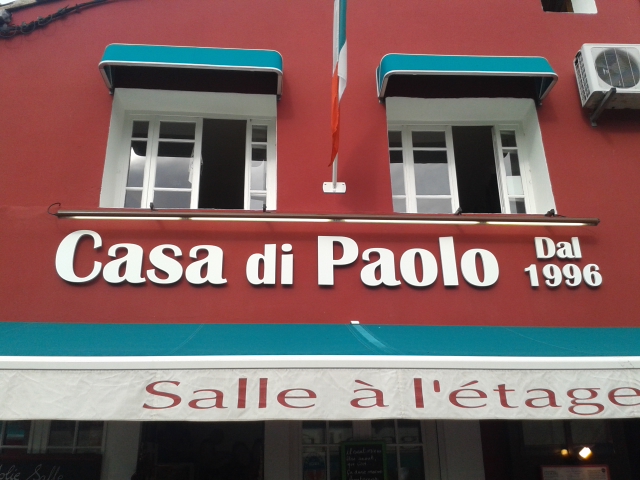 Casa di Paolo
Dal
1996
Salle à l'étage